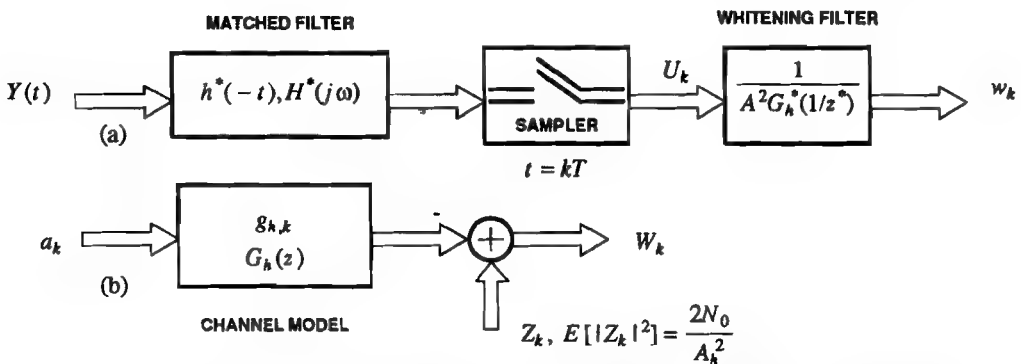 MATCHED FILTER
WHITENING FILTER
Y(t)
h*(-t), H*(jω)
SAMPLER
t = kT
U_k
1 / A²G_h*(1/z*)
w_k
(a)
a_k
g_{h,k}
G_h(z)
+
W_k
(b)
CHANNEL MODEL
Z_k, E[|Z_k|²] = 2N_0 / A_h²